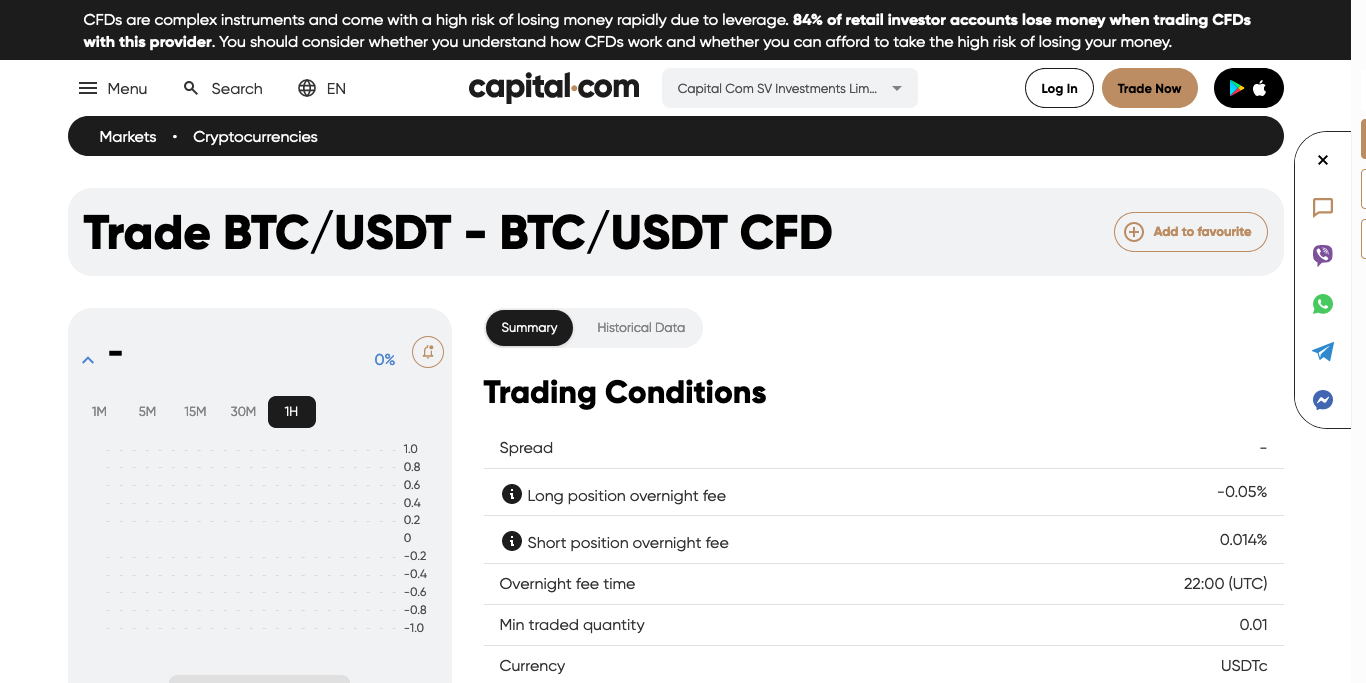 CFDs are complex instruments and come with a high risk of losing money rapidly due to leverage. 84% of retail investor accounts lose money when trading CFDs
with this provider. You should consider whether you understand how CFDs work and whether you can afford to take the high risk of losing your money.
Menu Search EN capital.com Capital Com SV Investments Lim... Log In Trade Now
Markets • Cryptocurrencies
Trade BTC/USDT - BTC/USDT CFD
Add to favourite
Summary Historical Data
-
0%
1M 5M 15M 30M 1H
1.0
0.8
0.6
0.4
0.2
0
-0.2
-0.4
-0.6
-0.8
-1.0
Trading Conditions
Spread -
Long position overnight fee -0.05%
Short position overnight fee 0.014%
Overnight fee time 22:00 (UTC)
Min traded quantity 0.01
Currency USDTc